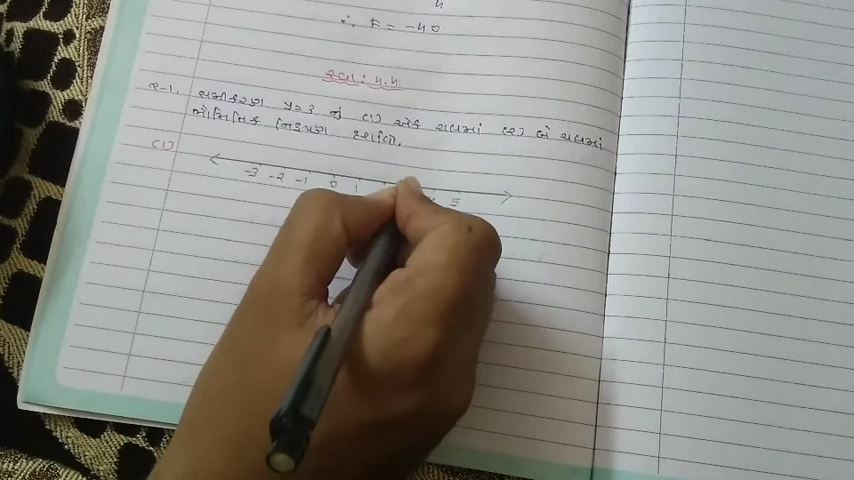 ∴ F = -40
સ્વા : 4.4
સ્વ-1. સમીકરણ y=3 નું (1) એક ચલમાં (2) બે ચલમાં
ભૌમિતિક નિરૂપણ દર્શાવો.
(1)
-3 -2 -1 0 1 5